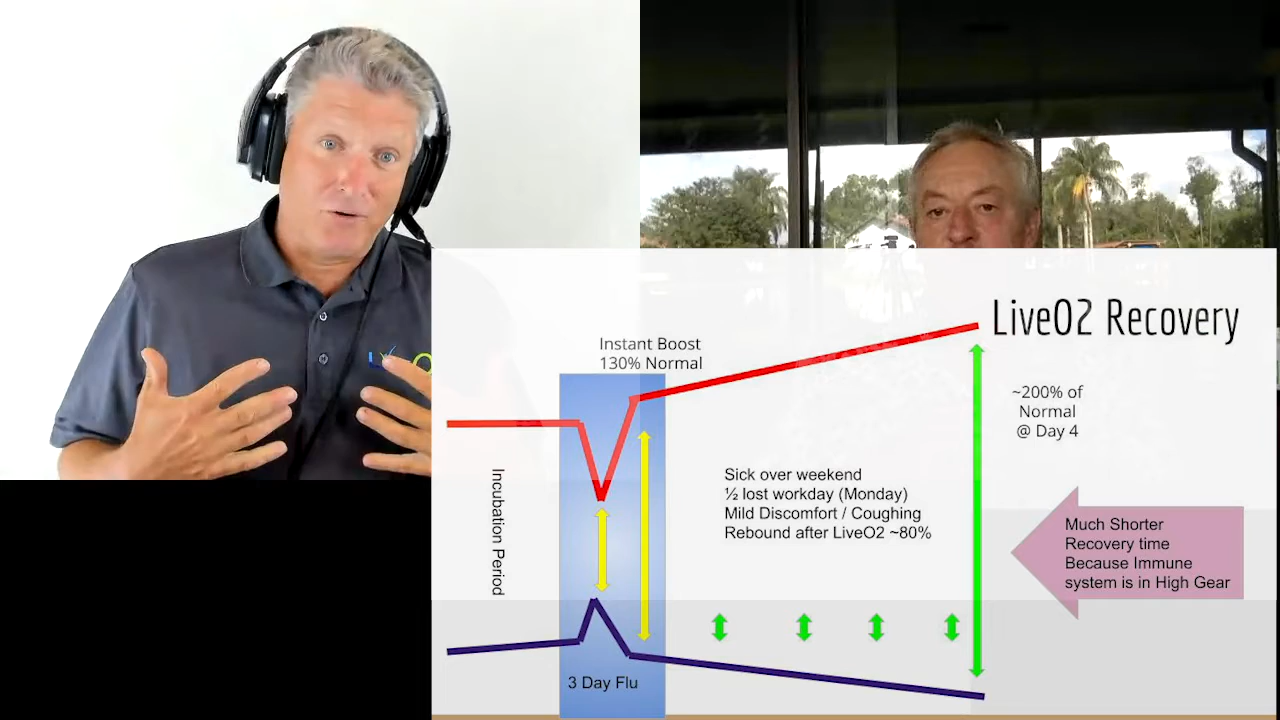 LiveO2 Recovery
Instant Boost
130% Normal
~200% of
Normal
@ Day 4
Incubation Period
Sick over weekend
½ lost workday (Monday)
Mild Discomfort / Coughing
Rebound after LiveO2 ~80%
Much Shorter
Recovery time
Because Immune
system is in High Gear
3 Day Flu